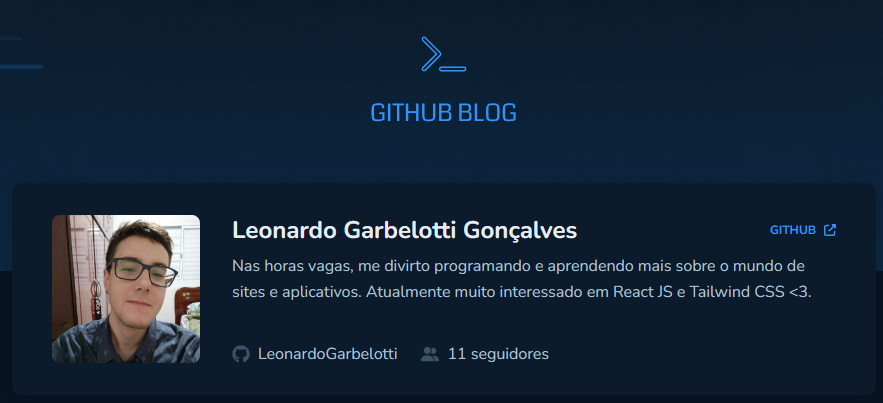 GITHUB BLOG
Leonardo Garbelotti Gonçalves
GITHUB
Nas horas vagas, me divirto programando e aprendendo mais sobre o mundo de
sites e aplicativos. Atualmente muito interessado em React JS e Tailwind CSS <3.
LeonardoGarbelotti
11 seguidores